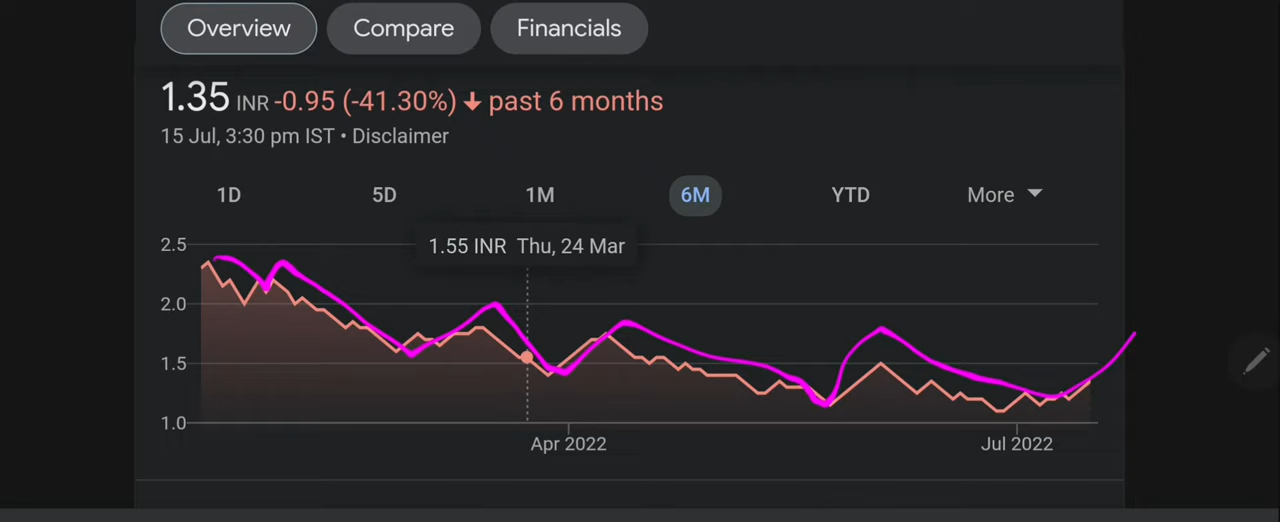 Overview Compare Financials
1.35 INR -0.95 (-41.30%) ↓ past 6 months
15 Jul, 3:30 pm IST • Disclaimer
1D 5D 1M 6M YTD More
1.55 INR Thu, 24 Mar
2.5
2.0
1.5
1.0
Apr 2022 Jul 2022